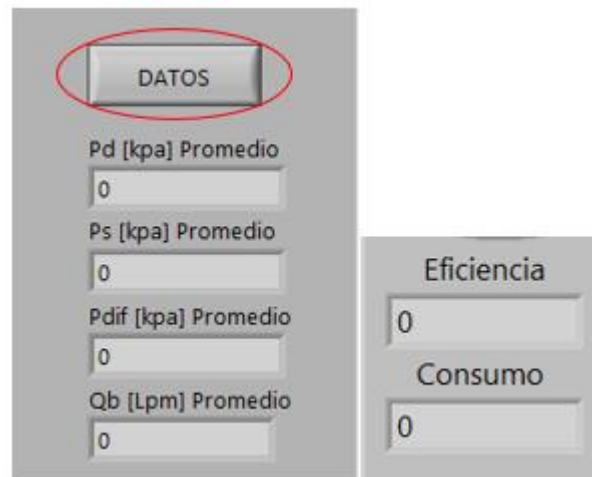 DATOS
Pd [kpa] Promedio
0
Ps [kpa] Promedio
0
Pdif [kpa] Promedio
0
Qb [Lpm] Promedio
0
Eficiencia
0
Consumo
0